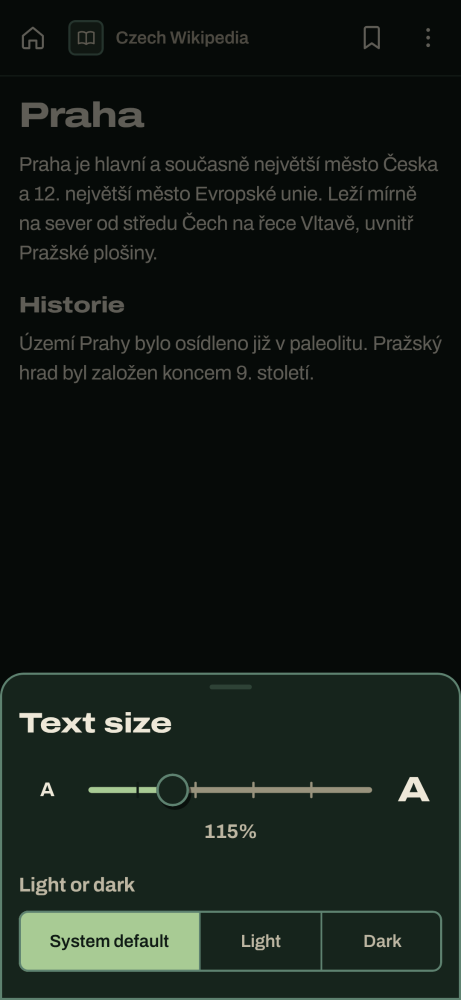 Czech Wikipedia
Praha
Praha je hlavní a současně největší město Česka
a 12. největší město Evropské unie. Leží mírně
na sever od středu Čech na řece Vltavě, uvnitř
Pražské plošiny.
Historie
Území Prahy bylo osídleno již v paleolitu. Pražský
hrad byl založen koncem 9. století.
Text size
A A
115%
Light or dark
System default Light Dark